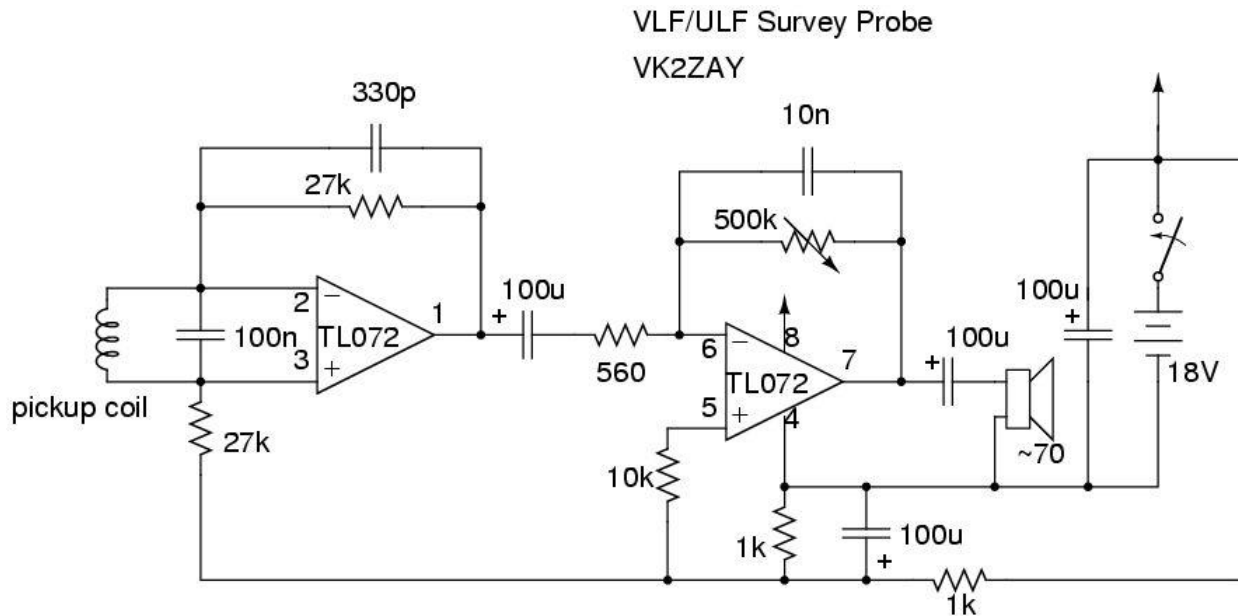 VLF/ULF Survey Probe
VK2ZAY
330p
10n
27k
500k
100u
+
2
−
1
100n
TL072
3
+
+
100u
560
6
−
8
7
TL072
5
+
4
100u
+
18V
pickup coil
27k
10k
~70
1k
100u
+
1k